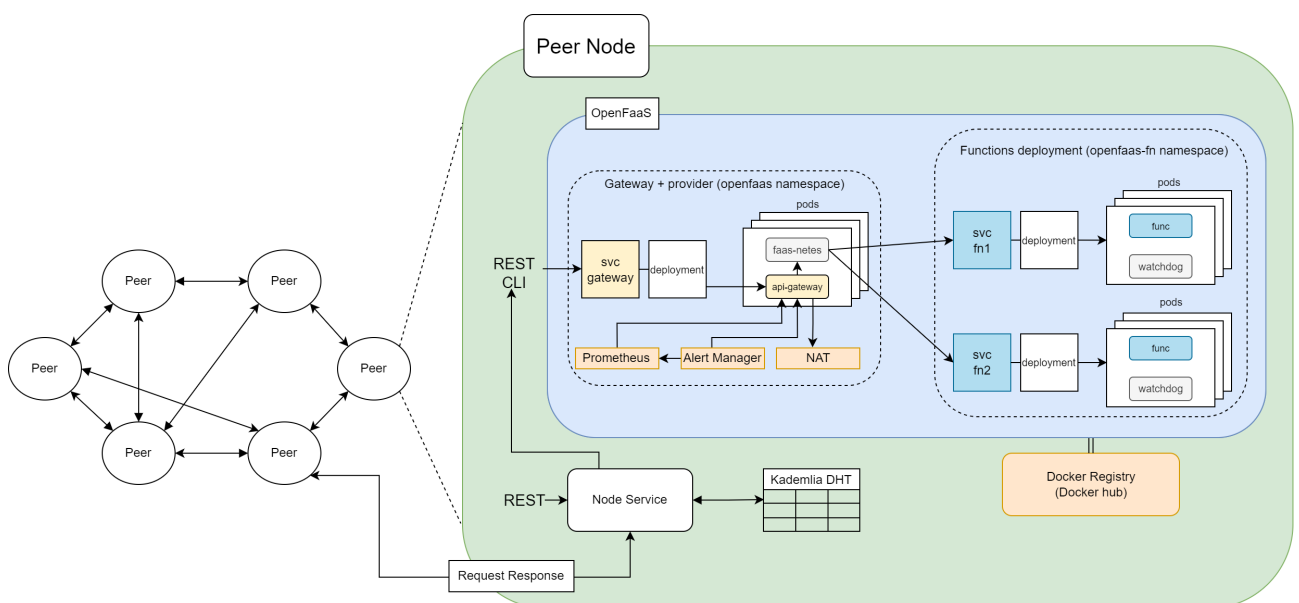 Peer Node
OpenFaaS
Functions deployment (openfaas-fn namespace)
Gateway + provider (openfaas namespace)
pods
pods
svc
gateway
deployment
faas-netes
api-gateway
svc
fn1
deployment
func
watchdog
REST
CLI
Prometheus
Alert Manager
NAT
pods
svc
fn2
deployment
func
watchdog
Peer
Peer
Peer
Peer
Peer
Peer
Docker Registry
(Docker hub)
Kademlia DHT
REST
Node Service
Request Response